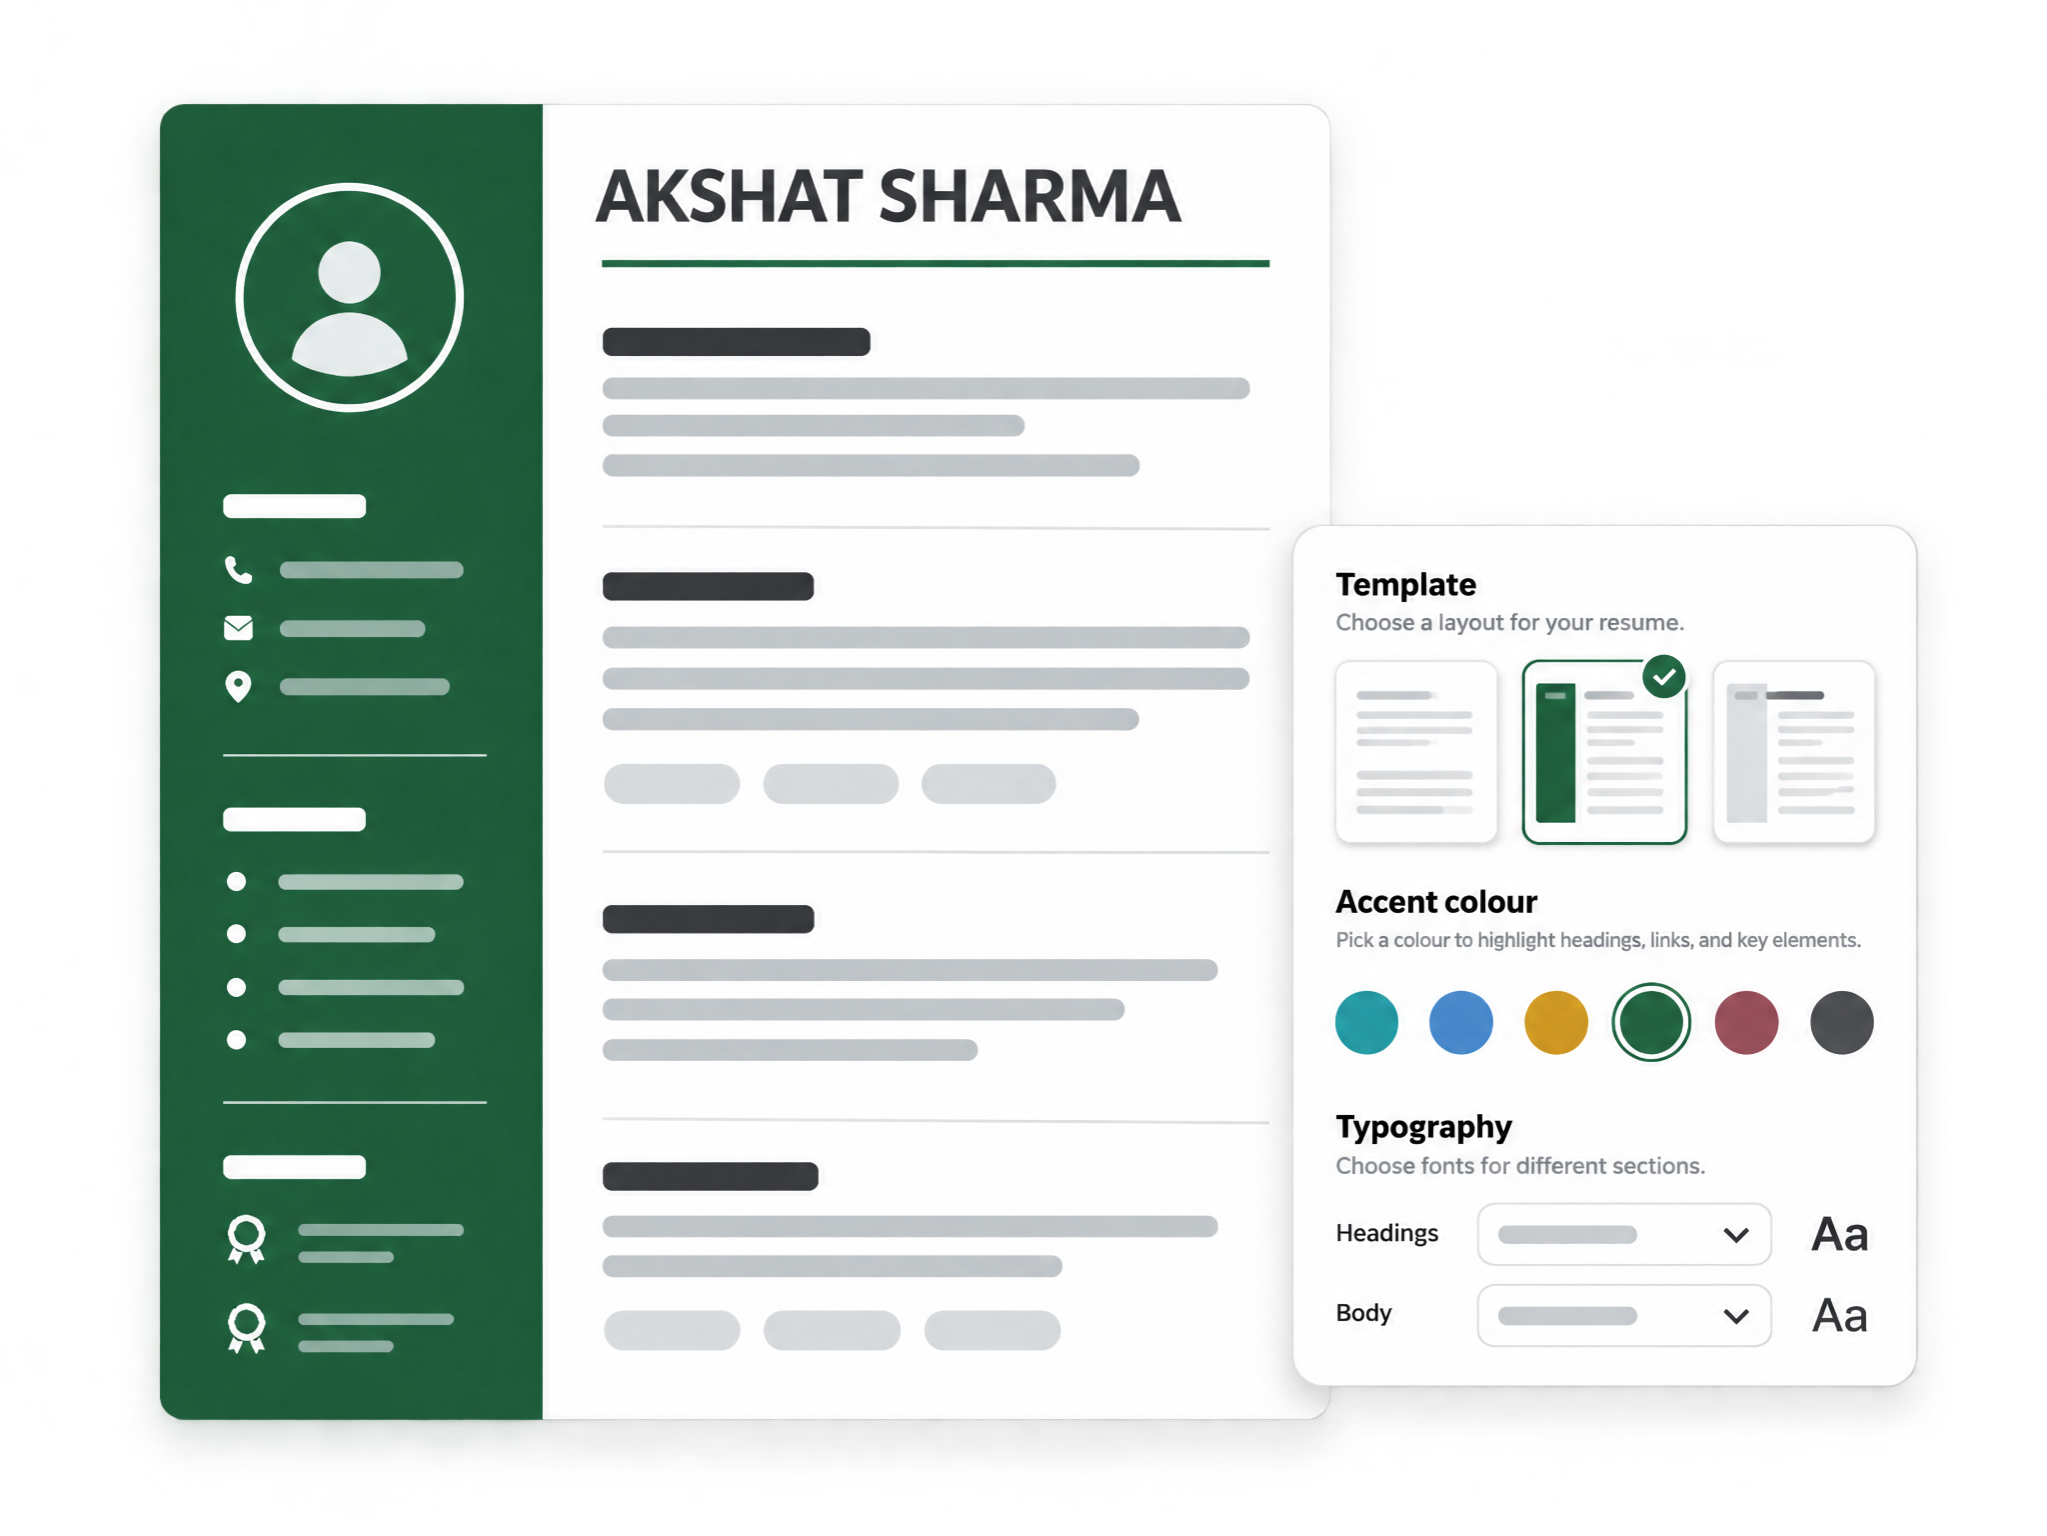 AKSHAT SHARMA
Template
Choose a layout for your resume.
Accent colour
Pick a colour to highlight headings, links, and key elements.
Typography
Choose fonts for different sections.
Headings
Aa
Body
Aa